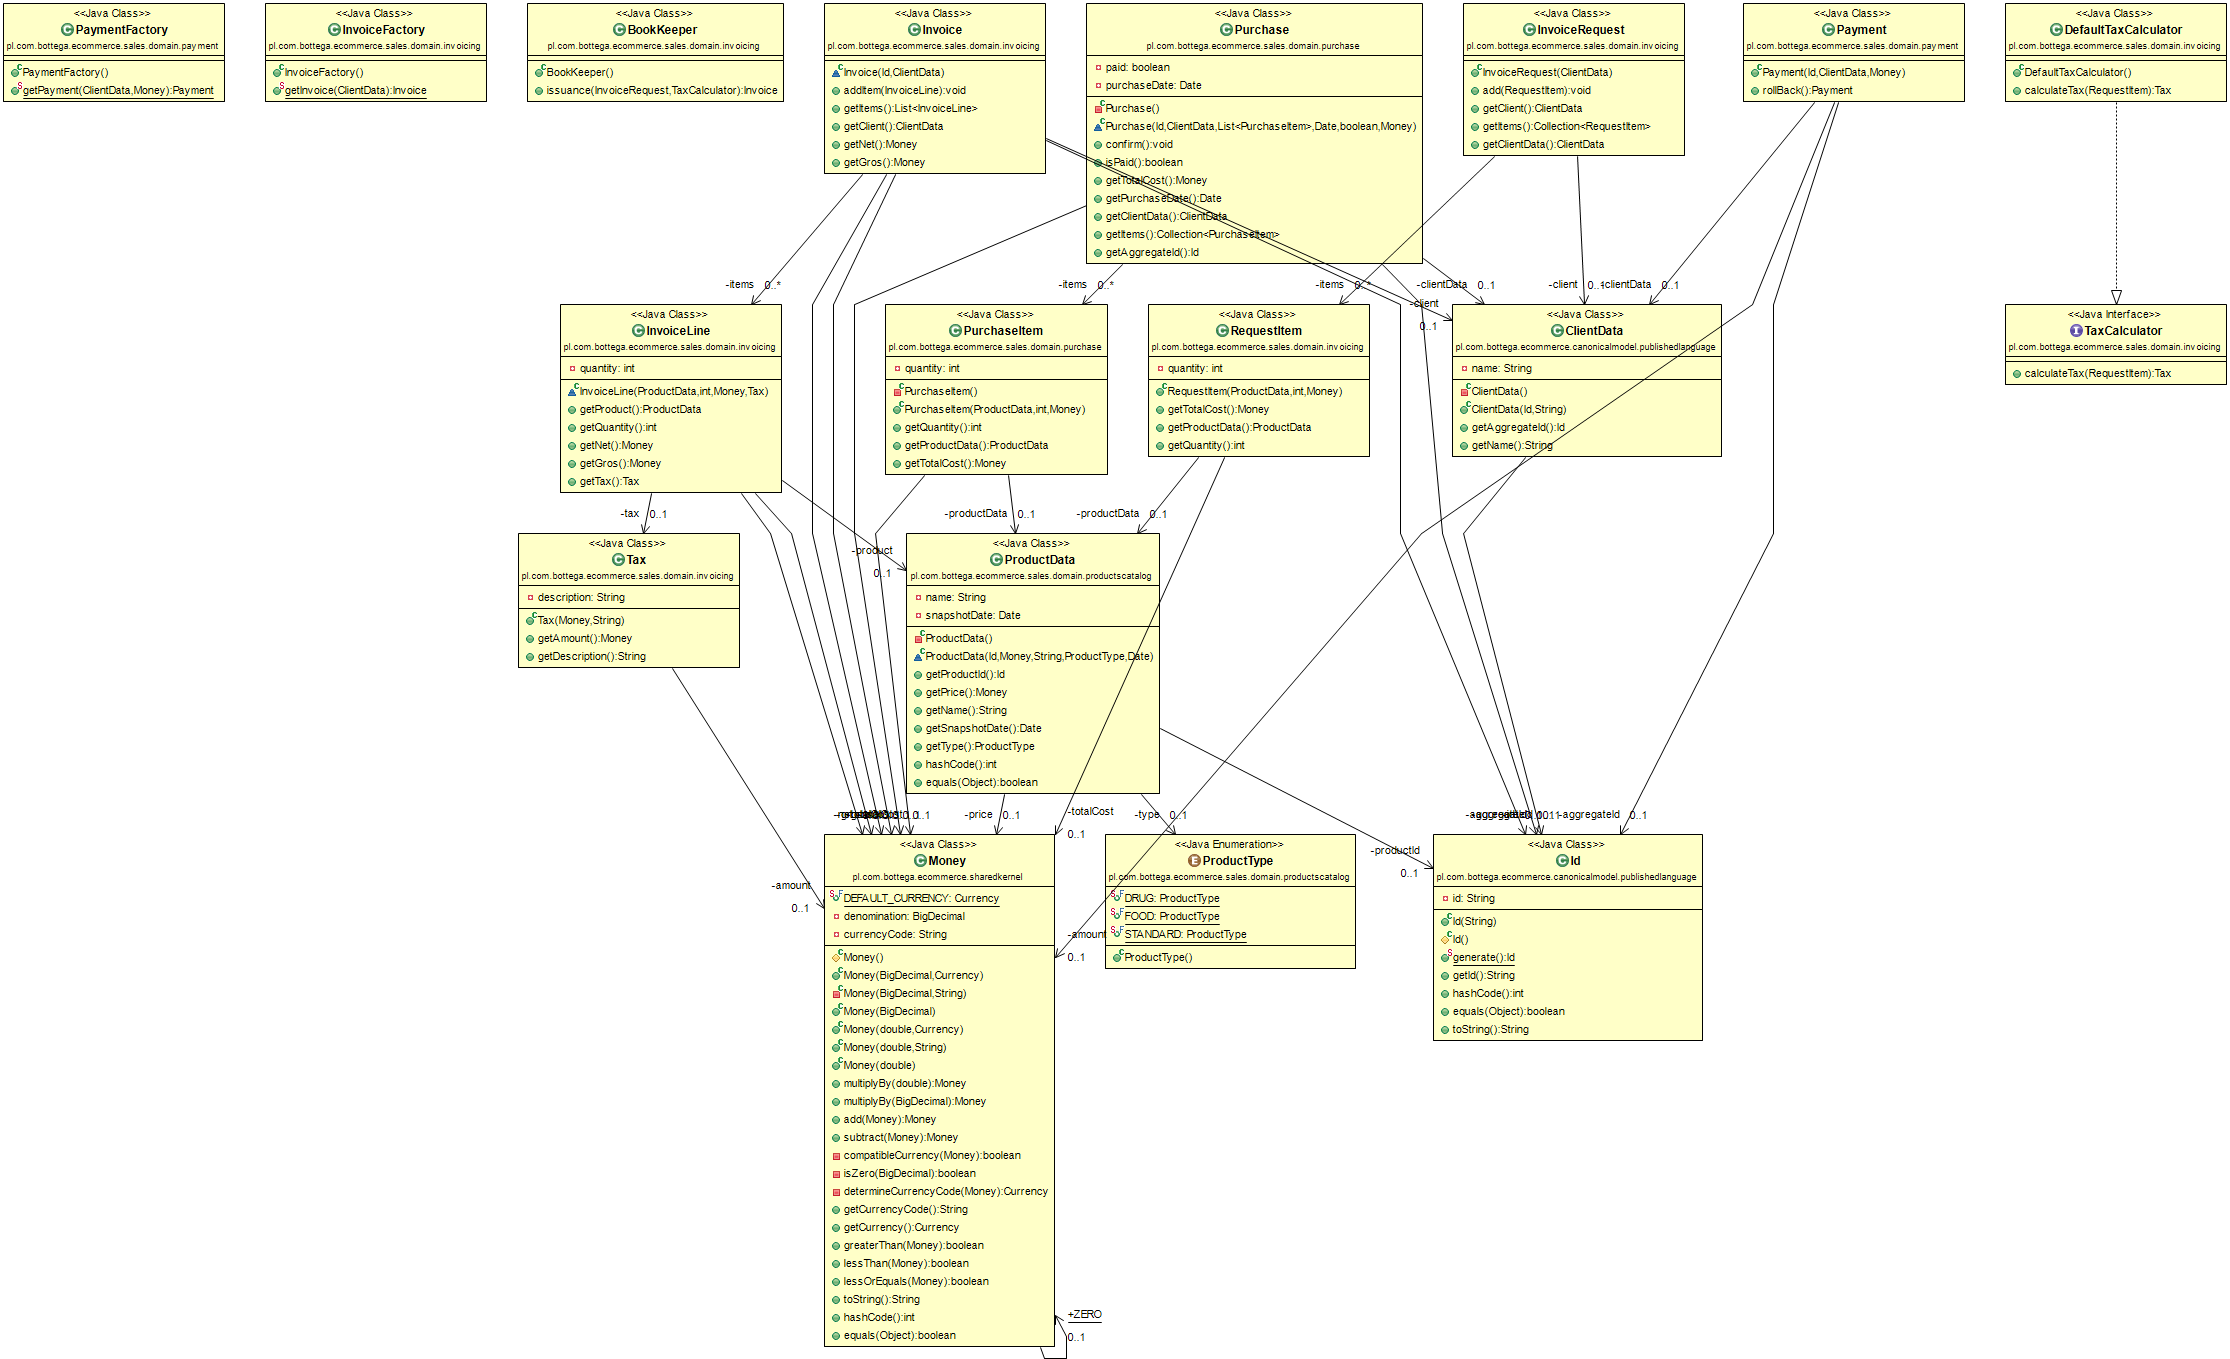 <<Java Class>>
PaymentFactory
pl.com.bottega.ecommerce.sales.domain.payment
PaymentFactory()
getPayment(ClientData,Money):Payment
<<Java Class>>
InvoiceFactory
pl.com.bottega.ecommerce.sales.domain.invoicing
InvoiceFactory()
getInvoice(ClientData):Invoice
<<Java Class>>
BookKeeper
pl.com.bottega.ecommerce.sales.domain.invoicing
BookKeeper()
issuance(InvoiceRequest,TaxCalculator):Invoice
<<Java Class>>
Invoice
pl.com.bottega.ecommerce.sales.domain.invoicing
Invoice(Id,ClientData)
addItem(InvoiceLine):void
getItems():List<InvoiceLine>
getClient():ClientData
getNet():Money
getGros():Money
<<Java Class>>
Purchase
pl.com.bottega.ecommerce.sales.domain.purchase
paid: boolean
purchaseDate: Date
Purchase()
Purchase(Id,ClientData,List<PurchaseItem>,Date,boolean,Money)
confirm():void
isPaid():boolean
getTotalCost():Money
getPurchaseDate():Date
getClientData():ClientData
getItems():Collection<PurchaseItem>
getAggregateId():Id
<<Java Class>>
InvoiceRequest
pl.com.bottega.ecommerce.sales.domain.invoicing
InvoiceRequest(ClientData)
add(RequestItem):void
getClient():ClientData
getItems():Collection<RequestItem>
getClientData():ClientData
<<Java Class>>
Payment
pl.com.bottega.ecommerce.sales.domain.payment
Payment(Id,ClientData,Money)
rollBack():Payment
<<Java Class>>
DefaultTaxCalculator
pl.com.bottega.ecommerce.sales.domain.invoicing
DefaultTaxCalculator()
calculateTax(RequestItem):Tax
-items 0..*
-items 0..*
-items 0..*
-clientData 0..1
-client 0..1
-clientData 0..1
-client
0..1
<<Java Class>>
InvoiceLine
pl.com.bottega.ecommerce.sales.domain.invoicing
quantity: int
InvoiceLine(ProductData,int,Money,Tax)
getProduct():ProductData
getQuantity():int
getNet():Money
getGros():Money
getTax():Tax
<<Java Class>>
PurchaseItem
pl.com.bottega.ecommerce.sales.domain.purchase
quantity: int
PurchaseItem()
PurchaseItem(ProductData,int,Money)
getQuantity():int
getProductData():ProductData
getTotalCost():Money
<<Java Class>>
RequestItem
pl.com.bottega.ecommerce.sales.domain.invoicing
quantity: int
RequestItem(ProductData,int,Money)
getTotalCost():Money
getProductData():ProductData
getQuantity():int
<<Java Class>>
ClientData
pl.com.bottega.ecommerce.canonicalmodel.publishedlanguage
name: String
ClientData()
ClientData(Id,String)
getAggregateId():Id
getName():String
<<Java Interface>>
TaxCalculator
pl.com.bottega.ecommerce.sales.domain.invoicing
calculateTax(RequestItem):Tax
-tax 0..1
-productData 0..1
-productData 0..1
-product
0..1
<<Java Class>>
Tax
pl.com.bottega.ecommerce.sales.domain.invoicing
description: String
Tax(Money,String)
getAmount():Money
getDescription():String
<<Java Class>>
ProductData
pl.com.bottega.ecommerce.sales.domain.productscatalog
name: String
snapshotDate: Date
ProductData()
ProductData(Id,Money,String,ProductType,Date)
getProductId():Id
getPrice():Money
getName():String
getSnapshotDate():Date
getType():ProductType
hashCode():int
equals(Object):boolean
-price 0..1
-totalCost
0..1
-type 0..1
-aggregateId 0..1
-productId
0..1
-amount
0..1
-amount
0..1
<<Java Class>>
Money
pl.com.bottega.ecommerce.sharedkernel
DEFAULT_CURRENCY: Currency
denomination: BigDecimal
currencyCode: String
Money()
Money(BigDecimal,Currency)
Money(BigDecimal,String)
Money(BigDecimal)
Money(double,Currency)
Money(double,String)
Money(double)
multiplyBy(double):Money
multiplyBy(BigDecimal):Money
add(Money):Money
subtract(Money):Money
compatibleCurrency(Money):boolean
isZero(BigDecimal):boolean
determineCurrencyCode(Money):Currency
getCurrencyCode():String
getCurrency():Currency
greaterThan(Money):boolean
lessThan(Money):boolean
lessOrEquals(Money):boolean
toString():String
hashCode():int
equals(Object):boolean
+ZERO
0..1
<<Java Enumeration>>
ProductType
pl.com.bottega.ecommerce.sales.domain.productscatalog
DRUG: ProductType
FOOD: ProductType
STANDARD: ProductType
ProductType()
<<Java Class>>
Id
pl.com.bottega.ecommerce.canonicalmodel.publishedlanguage
id: String
Id(String)
Id()
generate():Id
getId():String
hashCode():int
equals(Object):boolean
toString():String